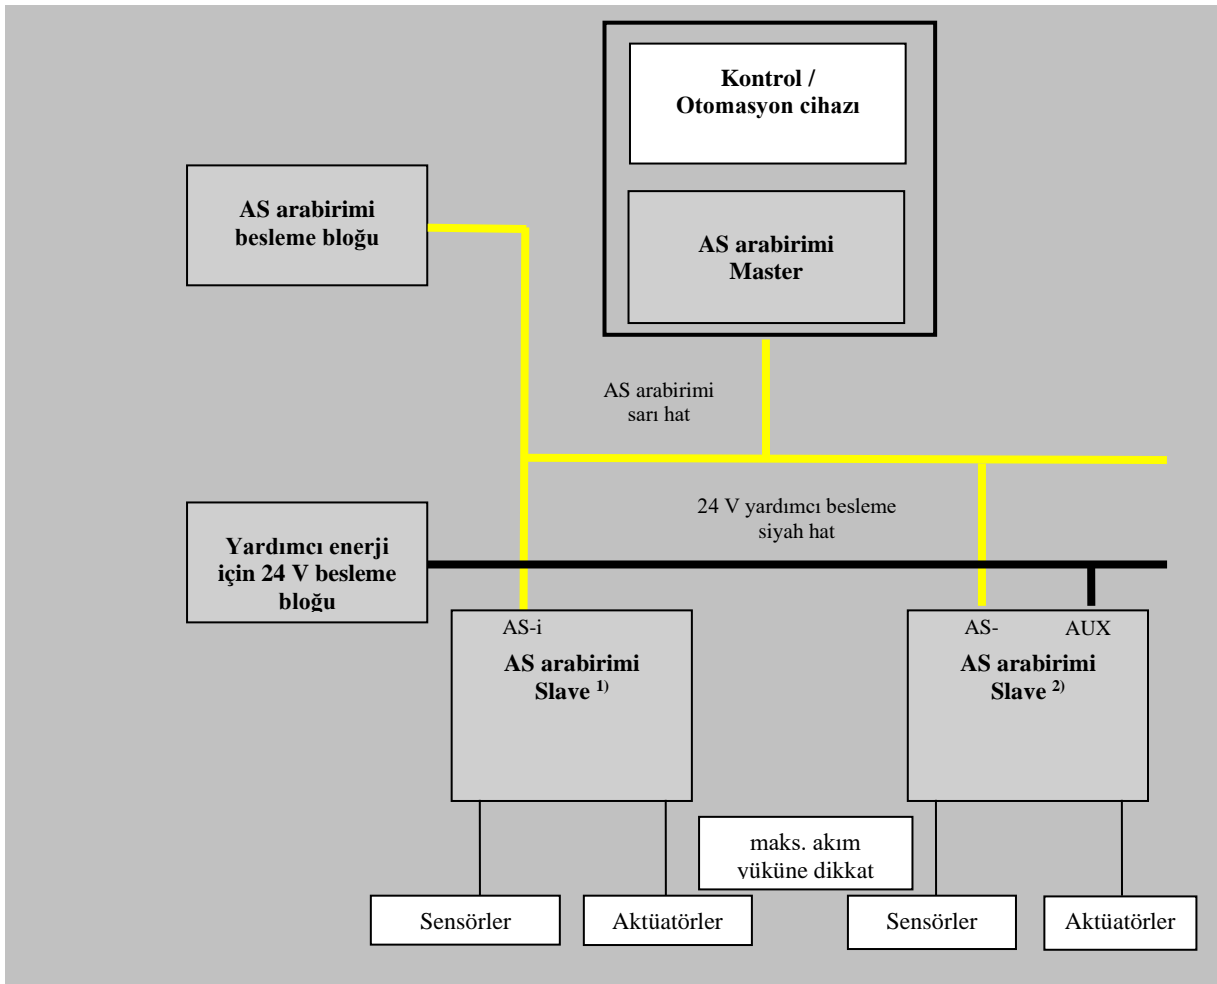 Kontrol /
Otomasyon cihazı
AS arabirimi
besleme bloğu
AS arabirimi
Master
AS arabirimi
sarı hat
24 V yardımcı besleme
siyah hat
Yardımcı enerji
için 24 V besleme
bloğu
AS-i
AS arabirimi
Slave 1)
AS-
AUX
AS arabirimi
Slave 2)
maks. akım
yüküne dikkat
Sensörler
Aktüatörler
Sensörler
Aktüatörler